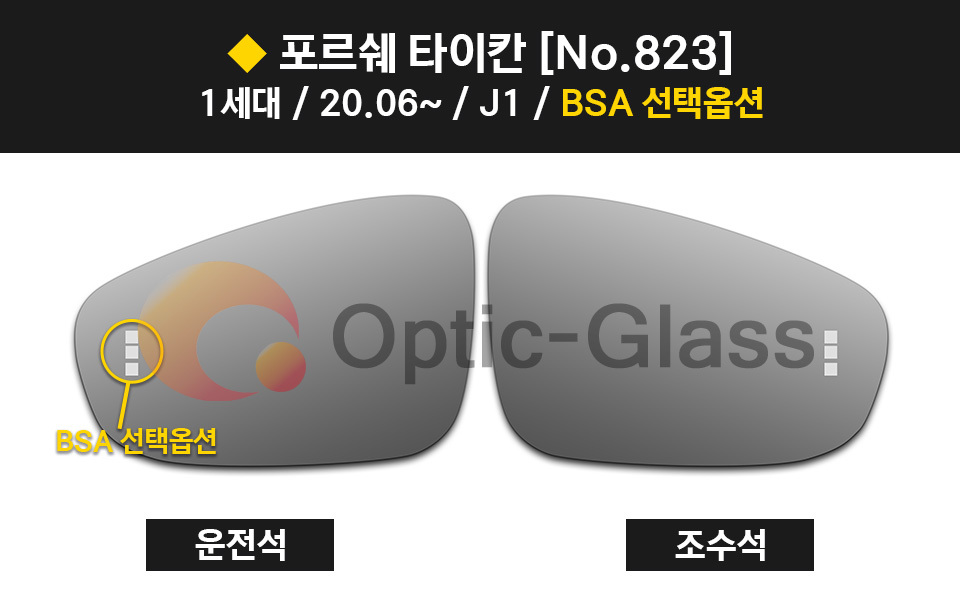 ◆ 포르쉐 타이칸 [No.823]
1세대 / 20.06~ / J1 / BSA 선택옵션
Optic-Glass
BSA 선택옵션
운전석
조수석